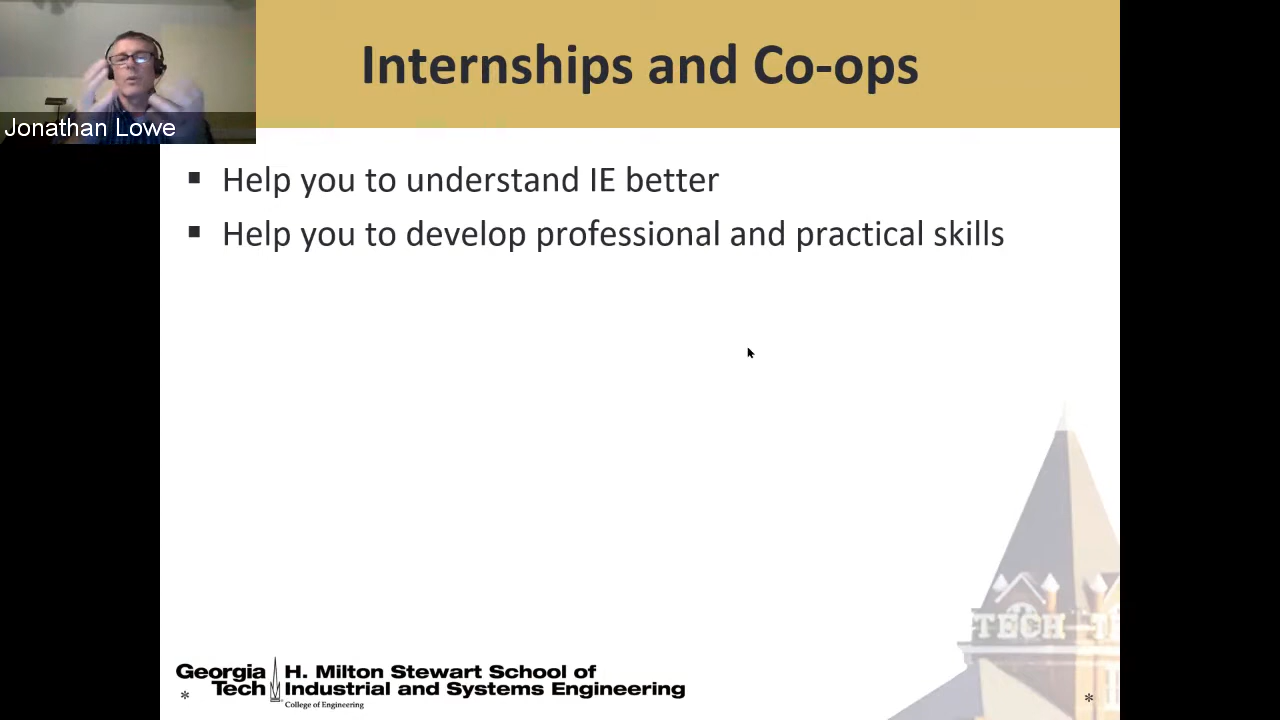 Internships and Co-ops
Jonathan Lowe
▪ Help you to understand IE better
▪ Help you to develop professional and practical skills
TECH
Georgia Tech
H. Milton Stewart School of
Industrial and Systems Engineering
College of Engineering
*
*